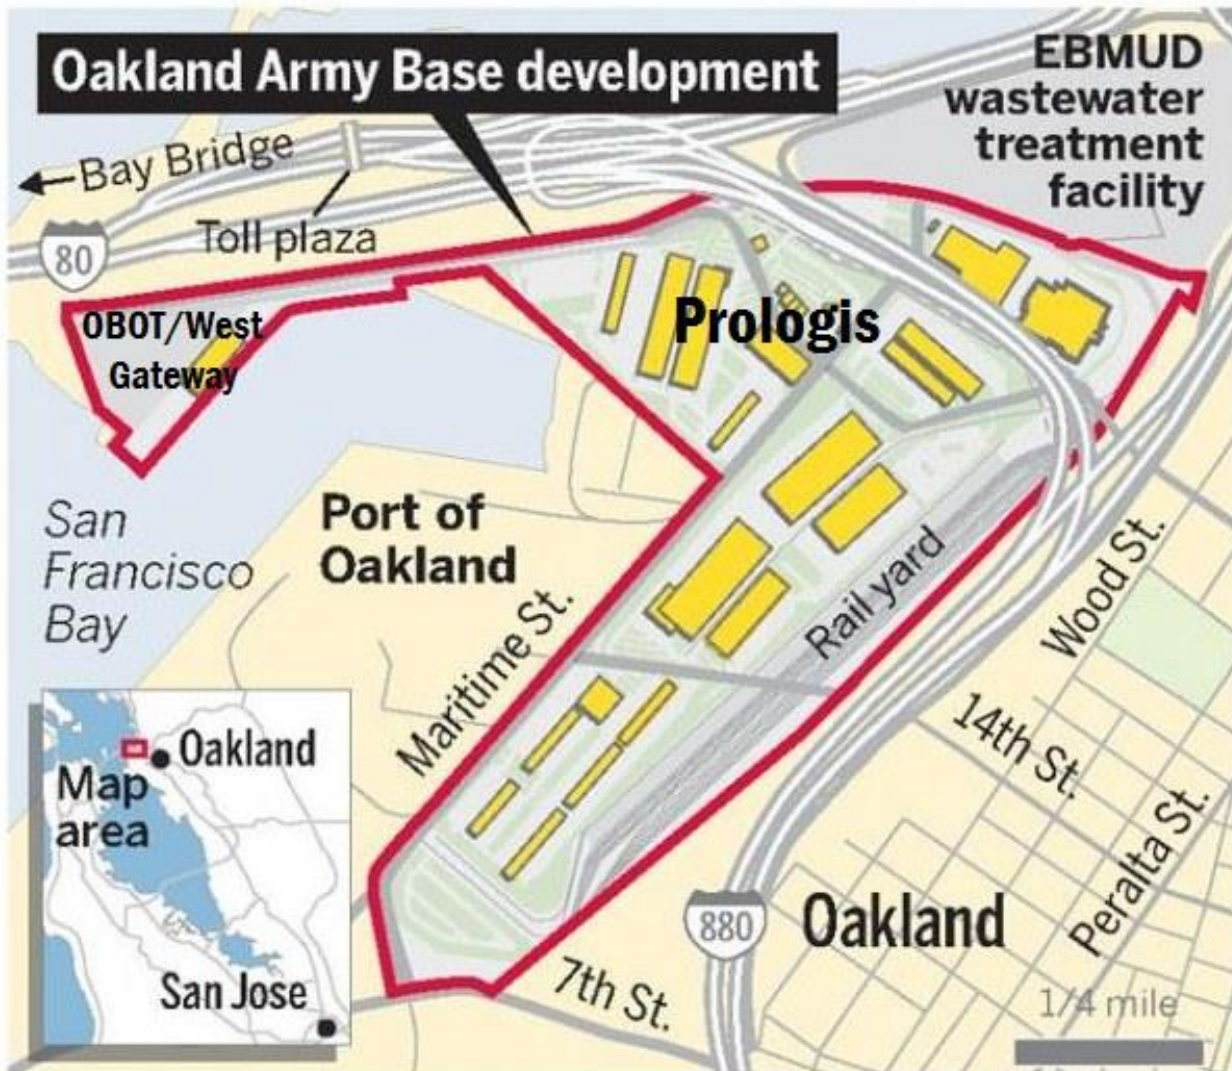 Oakland Army Base development
EBMUD
wastewater
treatment
facility
Bay Bridge
Toll plaza
80
OBOT/West
Gateway
Prologis
San
Francisco
Bay
Port of
Oakland
Maritime St.
Rail yard
Wood St.
14th St.
Peralta St.
Oakland
Map
area
San Jose
880
Oakland
7th St.
1/4 mile